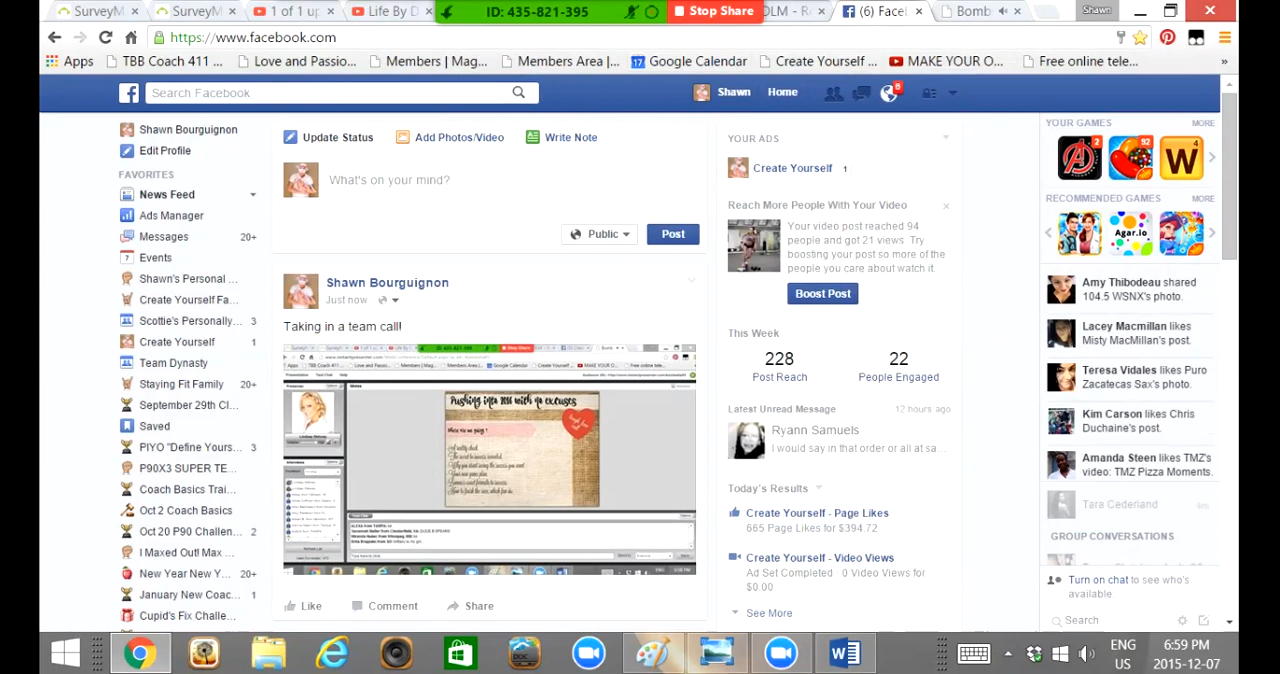 SurveyM
SurveyM
1 of 1 u
Life By D
ID: 435-821-395
Stop Share
DLM - R
(6) Face
Bomb
Shawn
https://www.facebook.com
Apps
TBB Coach 411 ...
Love and Passio...
Members | Mag...
Members Area |...
17 Google Calendar
Create Yourself ...
MAKE YOUR O...
Free online tele...
»
Search Facebook
Shawn
Home
8
Shawn Bourguignon
Edit Profile
FAVORITES
News Feed
Ads Manager
Messages 20+
Events
Shawn's Personal ...
Create Yourself Fa...
Scottie's Personally... 3
Create Yourself 1
Team Dynasty
Staying Fit Family 20+
September 29th Cl...
Saved
PIYO "Define Yours... 3
P90X3 SUPER TE...
Coach Basics Trai...
Oct 2 Coach Basics
Oct 20 P90 Challen... 2
I Maxed Out! Max ...
New Year New Y... 20+
January New Coac... 1
Cupid's Fix Challe...
Update Status
Add Photos/Video
Write Note
What's on your mind?
Public
Post
Shawn Bourguignon
Just now
Taking in a team call!
Pushing into 2016 with no excuses
Where are we going?
Like
Comment
Share
YOUR ADS
Create Yourself 1
Reach More People With Your Video
Your video post reached 94
people and got 21 views. Try
boosting your post so more of the
people you care about watch it.
Boost Post
This Week
228
Post Reach
22
People Engaged
Latest Unread Message
12 hours ago
Ryann Samuels
I would say in that order or all at sa...
Today's Results
Create Yourself - Page Likes
665 Page Likes for $394.72
Create Yourself - Video Views
Ad Set Completed 0 Video Views for
$0.00
See More
YOUR GAMES
MORE
2
92
W
4
RECOMMENDED GAMES
MORE
Agar.io
Amy Thibodeau shared
104.5 WSNX's photo.
Lacey Macmillan likes
Misty MacMillan's post.
Teresa Vidales likes Puro
Zacatecas Sax's photo.
Kim Carson likes Chris
Duchaine's post.
Amanda Steen likes TMZ's
video: TMZ Pizza Moments.
Tara Cederland
GROUP CONVERSATIONS
Turn on chat to see who's
available
Search
ENG
US
6:59 PM
2015-12-07